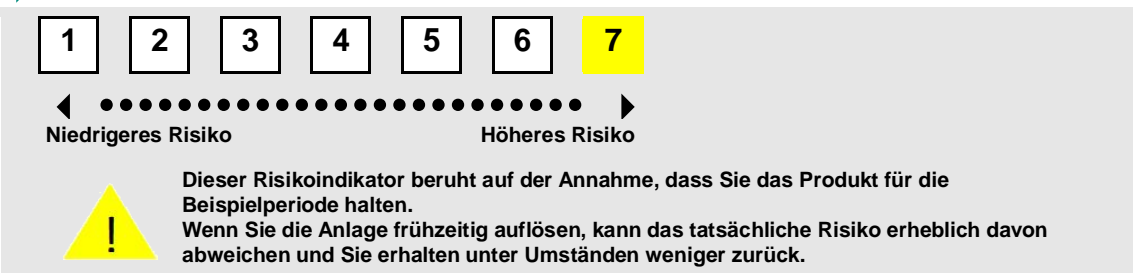 1 2 3 4 5 6 7
Niedrigeres Risiko Höheres Risiko
Dieser Risikoindikator beruht auf der Annahme, dass Sie das Produkt für die
Beispielperiode halten.
! Wenn Sie die Anlage frühzeitig auflösen, kann das tatsächliche Risiko erheblich davon
abweichen und Sie erhalten unter Umständen weniger zurück.